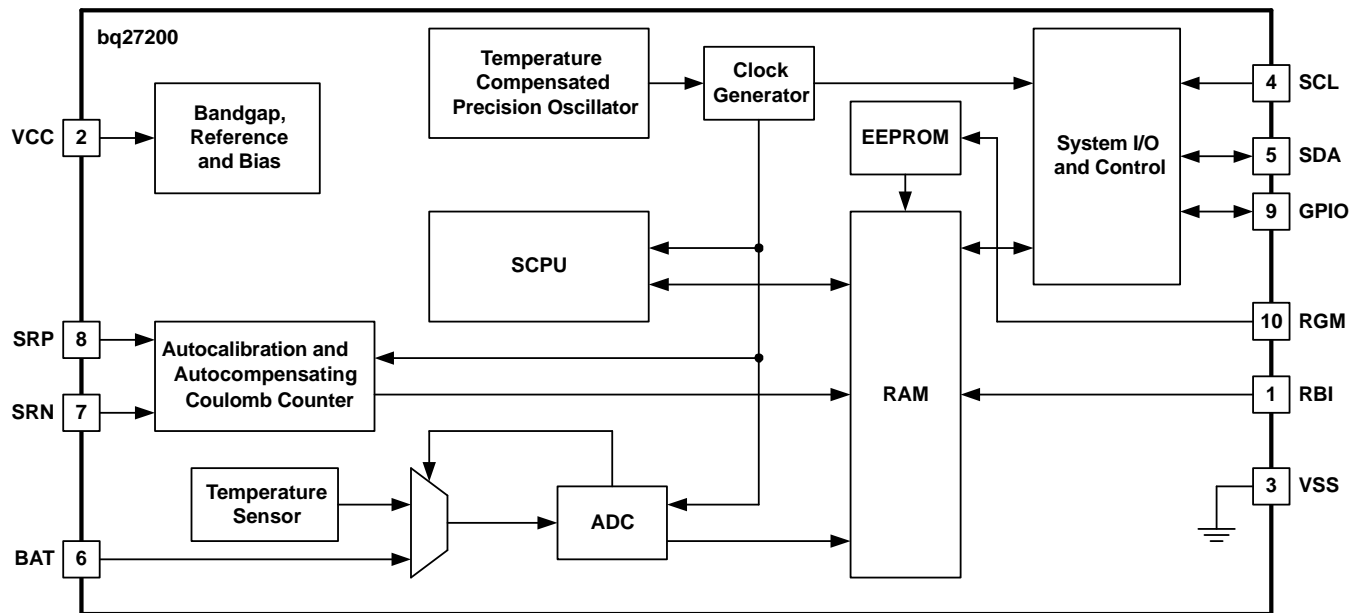 bq27200
Temperature
Compensated
Precision Oscillator
Clock
Generator
Bandgap,
Reference
and Bias
VCC
2
EEPROM
System I/O
and Control
4
SCL
5
SDA
9
GPIO
SCPU
SRP
8
SRN
7
Autocalibration and
Autocompensating
Coulomb Counter
RAM
10
RGM
1
RBI
Temperature
Sensor
ADC
3
VSS
BAT
6